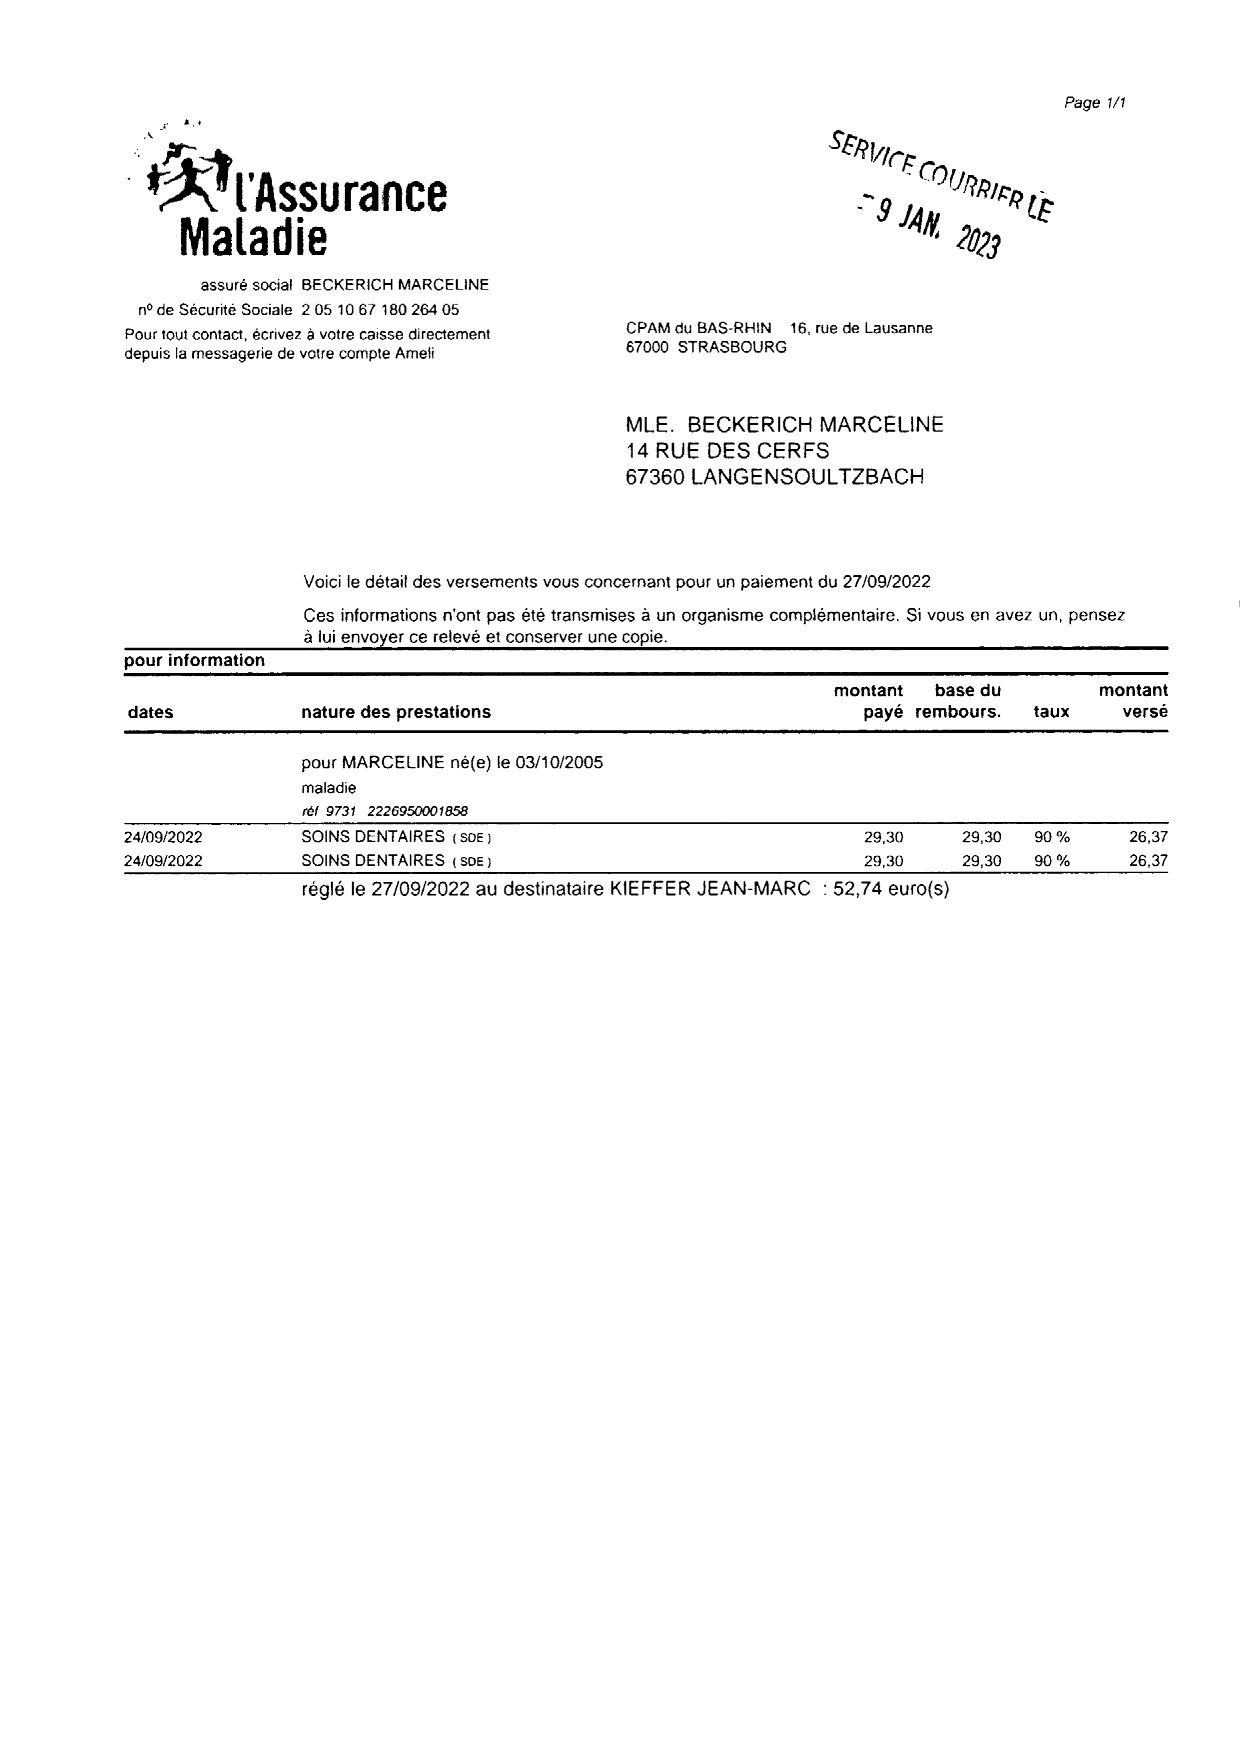 Page 1/1
l'Assurance
Maladie
SERVICE COURRIER LE
- 9 JAN. 2023
assuré social BECKERICH MARCELINE
nº de Sécurité Sociale 2 05 10 67 180 264 05
Pour tout contact, écrivez à votre caisse directement
depuis la messagerie de votre compte Ameli
CPAM du BAS-RHIN 16, rue de Lausanne
67000 STRASBOURG
MLE. BECKERICH MARCELINE
14 RUE DES CERFS
67360 LANGENSOULTZBACH
Voici le détail des versements vous concernant pour un paiement du 27/09/2022
Ces informations n'ont pas été transmises à un organisme complémentaire. Si vous en avez un, pensez
à lui envoyer ce relevé et conserver une copie.
pour information
montant base du montant
dates nature des prestations payé rembours. taux versé
pour MARCELINE né(e) le 03/10/2005
maladie
réf 9731 2226950001858
24/09/2022 SOINS DENTAIRES ( SDE ) 29,30 29,30 90 % 26,37
24/09/2022 SOINS DENTAIRES ( SDE ) 29,30 29,30 90 % 26,37
réglé le 27/09/2022 au destinataire KIEFFER JEAN-MARC : 52,74 euro(s)